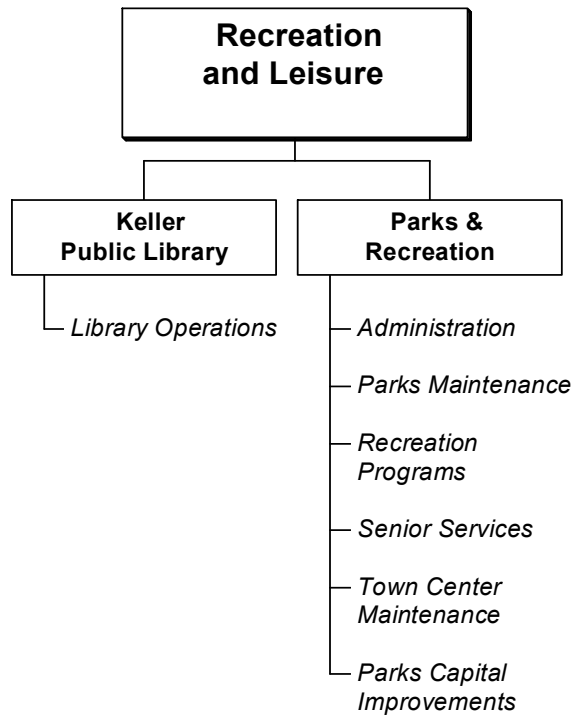 Recreation
and Leisure
Keller
Public Library
Library Operations
Parks &
Recreation
Administration
Parks Maintenance
Recreation
Programs
Senior Services
Town Center
Maintenance
Parks Capital
Improvements